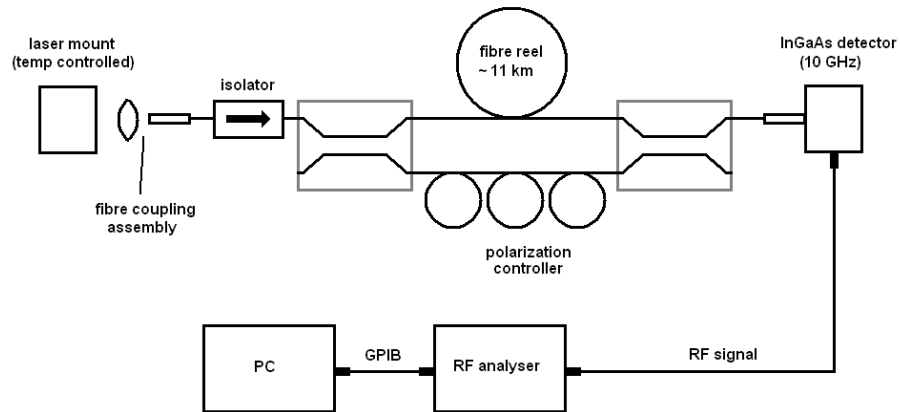 laser mount
(temp controlled)
isolator
fibre reel
~ 11 km
InGaAs detector
(10 GHz)
fibre coupling
assembly
polarization
controller
PC
GPIB
RF analyser
RF signal